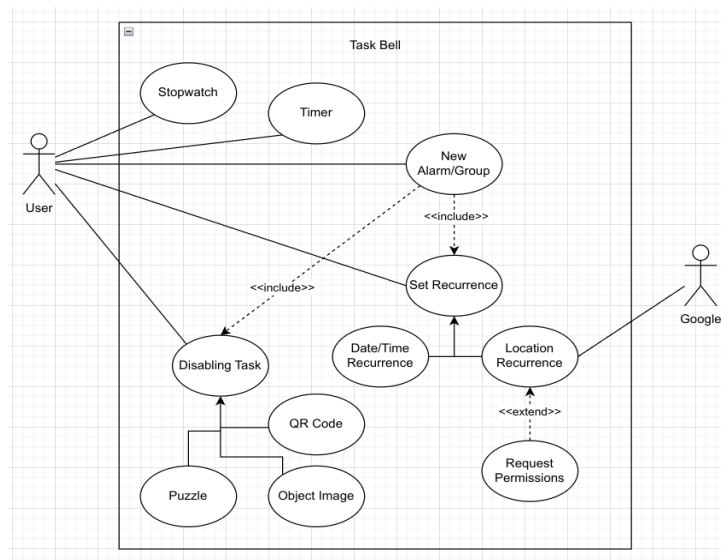 Task Bell
Stopwatch
Timer
New
Alarm/Group
User
<<include>>
<<include>>
Set Recurrence
Google
Date/Time
Recurrence
Location
Recurrence
Disabling Task
<<extend>>
QR Code
Request
Permissions
Puzzle
Object Image